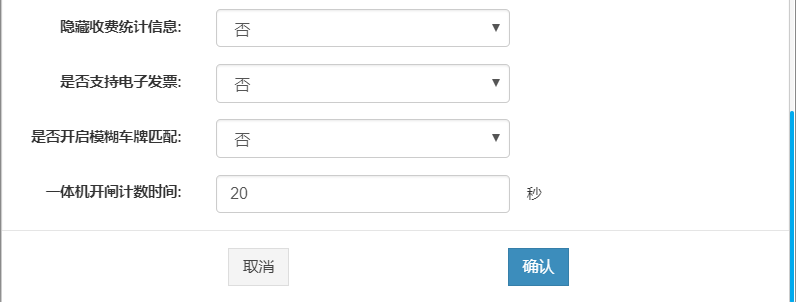 隐藏收费统计信息: 否
是否支持电子发票: 否
是否开启模糊车牌匹配: 否
一体机开闸计数时间: 20 秒
取消 确认